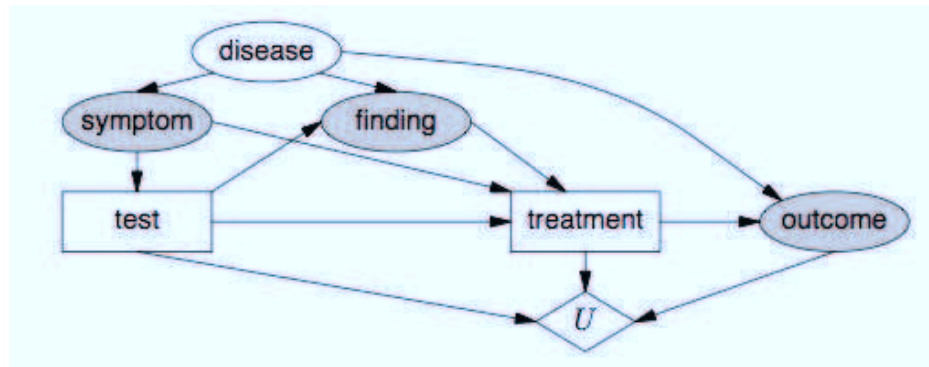 disease
symptom
finding
test
treatment
outcome
U